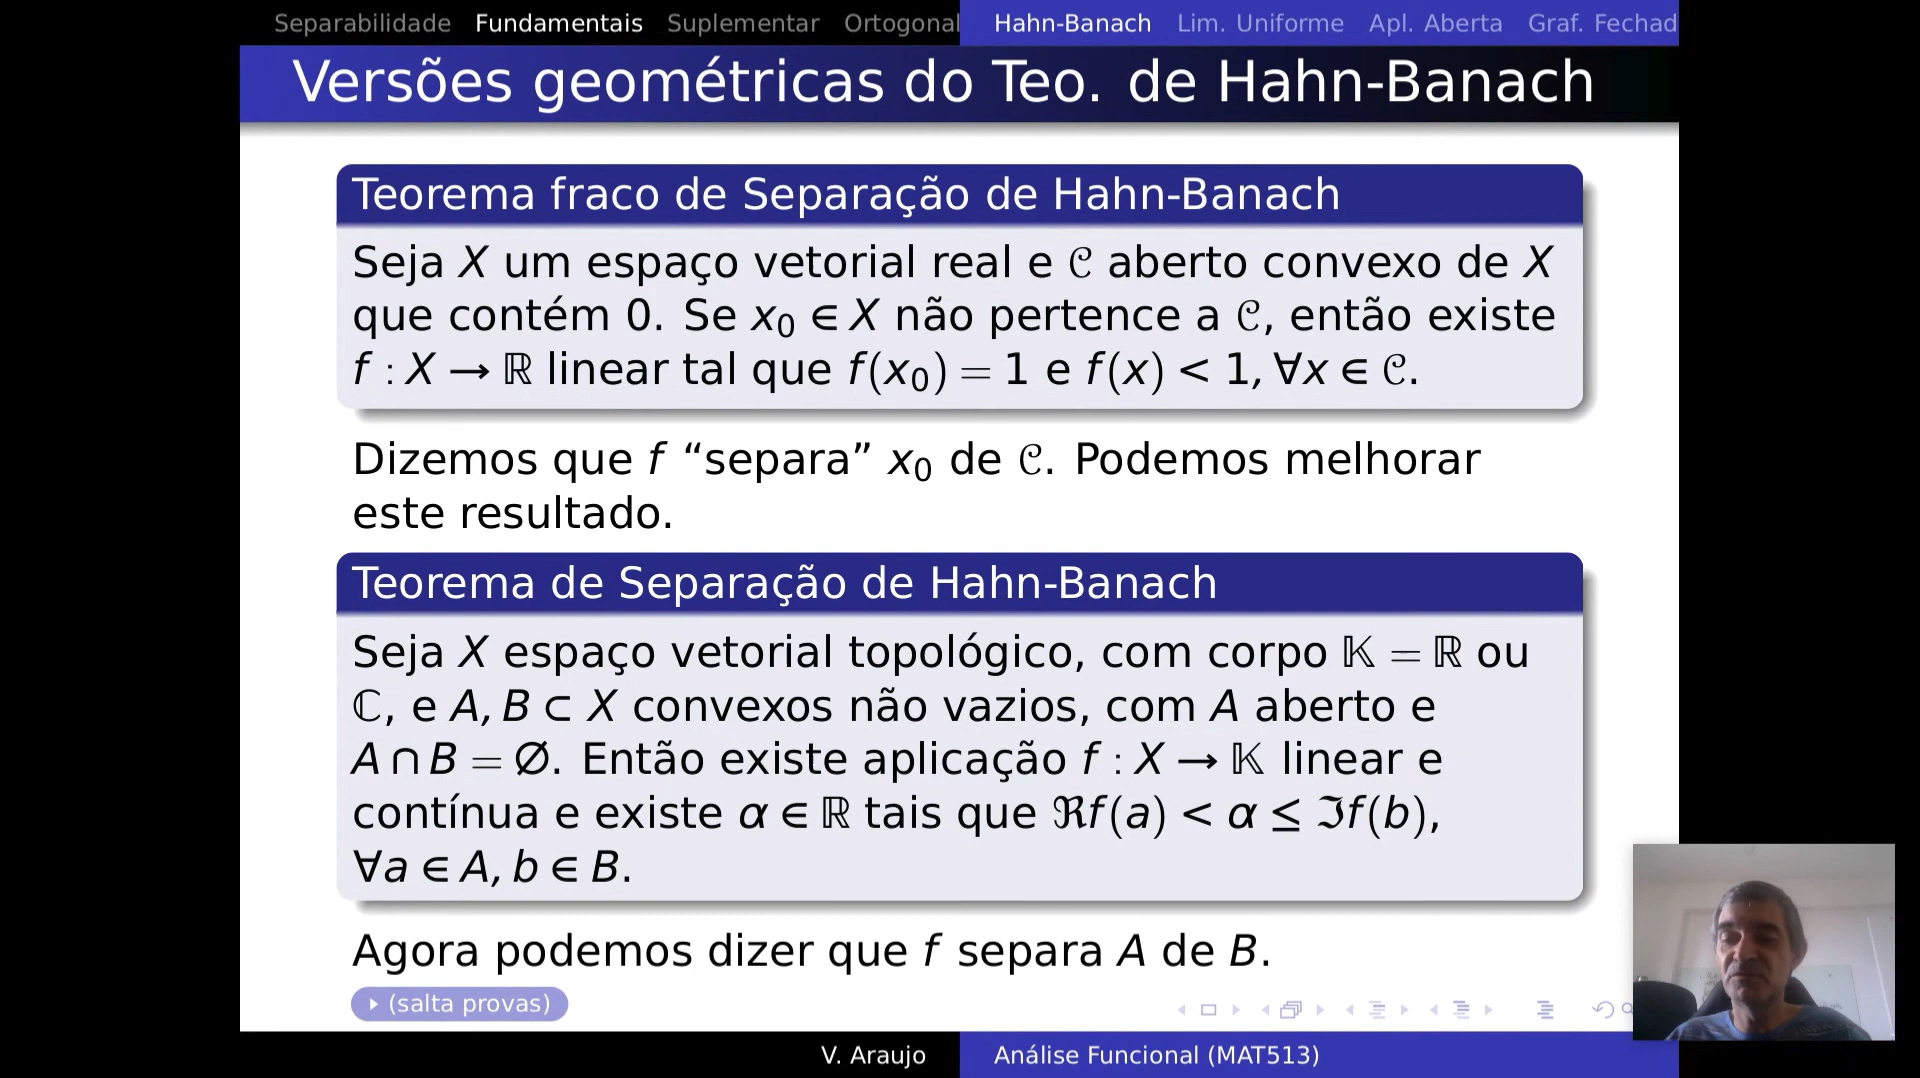 Separabilidade Fundamentais Suplementar Ortogonal Hahn-Banach Lim. Uniforme Apl. Aberta Graf. Fechad
Versões geométricas do Teo. de Hahn-Banach
Teorema fraco de Separação de Hahn-Banach
Seja X um espaço vetorial real e 𝒞 aberto convexo de X
que contém 0. Se x₀ ∈ X não pertence a 𝒞, então existe
f : X → ℝ linear tal que f(x₀) = 1 e f(x) < 1, ∀x ∈ 𝒞.
Dizemos que f “separa” x₀ de 𝒞. Podemos melhorar
este resultado.
Teorema de Separação de Hahn-Banach
Seja X espaço vetorial topológico, com corpo 𝕂 = ℝ ou
ℂ, e A, B ⊂ X convexos não vazios, com A aberto e
A ∩ B = ∅. Então existe aplicação f : X → 𝕂 linear e
contínua e existe α ∈ ℝ tais que ℜf(a) < α ≤ ℑf(b),
∀a ∈ A, b ∈ B.
Agora podemos dizer que f separa A de B.
(salta provas)
V. Araujo Análise Funcional (MAT513)